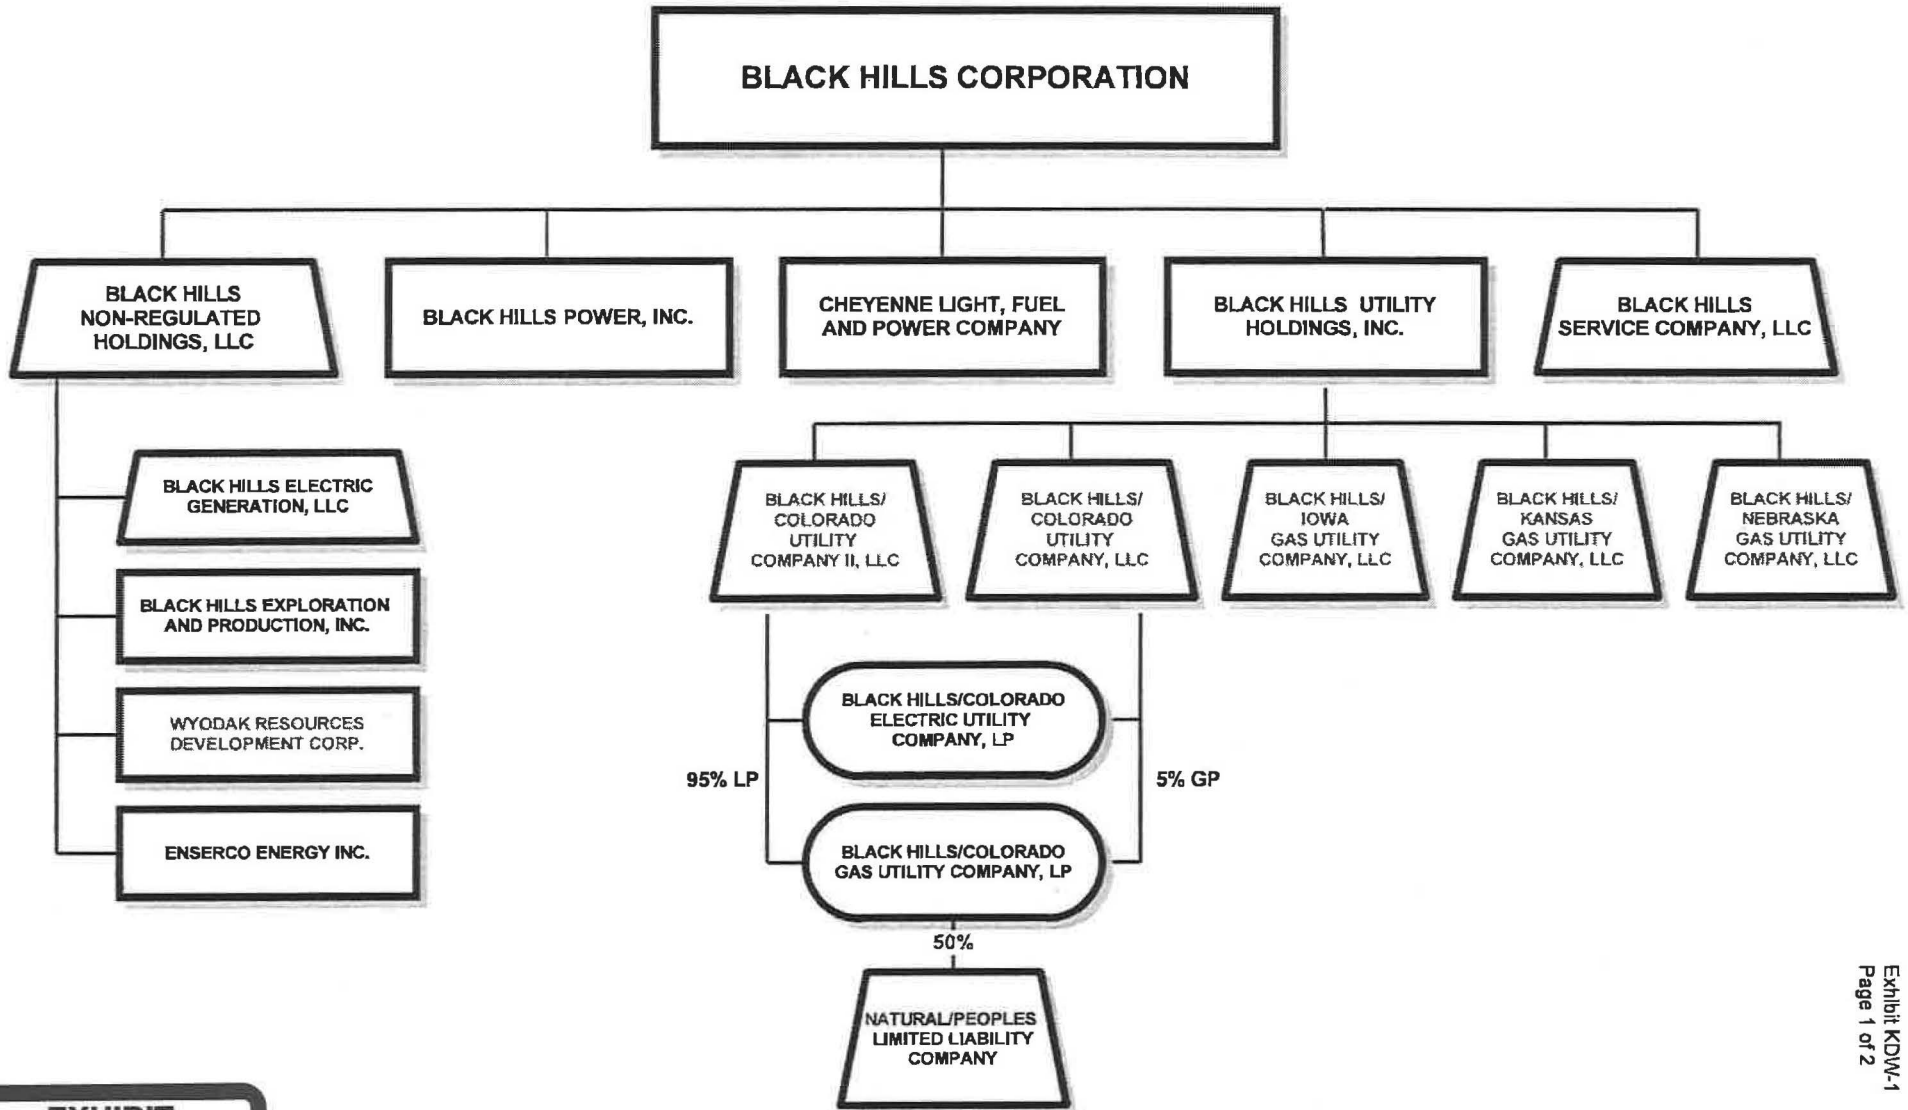 BLACK HILLS CORPORATION
BLACK HILLS
NON-REGULATED
HOLDINGS, LLC
BLACK HILLS POWER, INC.
CHEYENNE LIGHT, FUEL
AND POWER COMPANY
BLACK HILLS UTILITY
HOLDINGS, INC.
BLACK HILLS
SERVICE COMPANY, LLC
BLACK HILLS ELECTRIC
GENERATION, LLC
BLACK HILLS EXPLORATION
AND PRODUCTION, INC.
WYODAK RESOURCES
DEVELOPMENT CORP.
ENSERCO ENERGY INC.
BLACK HILLS/
COLORADO
UTILITY
COMPANY II, LLC
BLACK HILLS/
COLORADO
UTILITY
COMPANY, LLC
BLACK HILLS/
IOWA
GAS UTILITY
COMPANY, LLC
BLACK HILLS/
KANSAS
GAS UTILITY
COMPANY, LLC
BLACK HILLS/
NEBRASKA
GAS UTILITY
COMPANY, LLC
BLACK HILLS/COLORADO
ELECTRIC UTILITY
COMPANY, LP
95% LP
5% GP
BLACK HILLS/COLORADO
GAS UTILITY COMPANY, LP
50%
NATURAL/PEOPLES
LIMITED LIABILITY
COMPANY
Exhibit KDW-1
Page 1 of 2
EXHIBIT